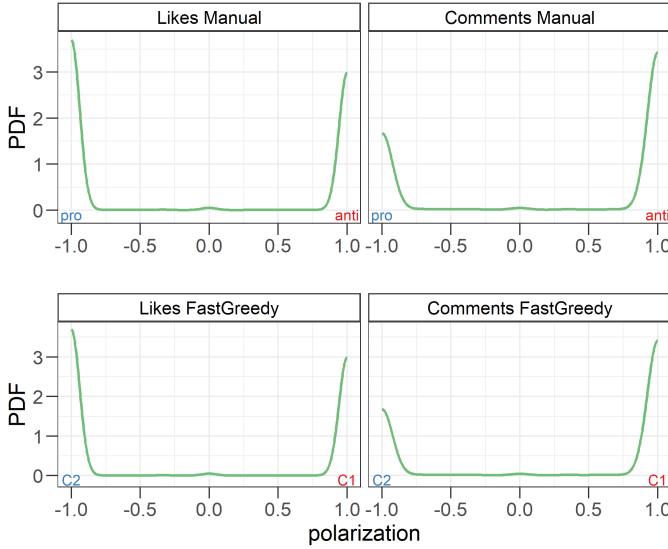 Likes Manual
Comments Manual
PDF
3
2
1
0
pro
anti
pro
anti
-1.0 -0.5 0.0 0.5 1.0
-1.0 -0.5 0.0 0.5 1.0
Likes FastGreedy
Comments FastGreedy
PDF
3
2
1
0
C2
C1
C2
C1
-1.0 -0.5 0.0 0.5 1.0
-1.0 -0.5 0.0 0.5 1.0
polarization